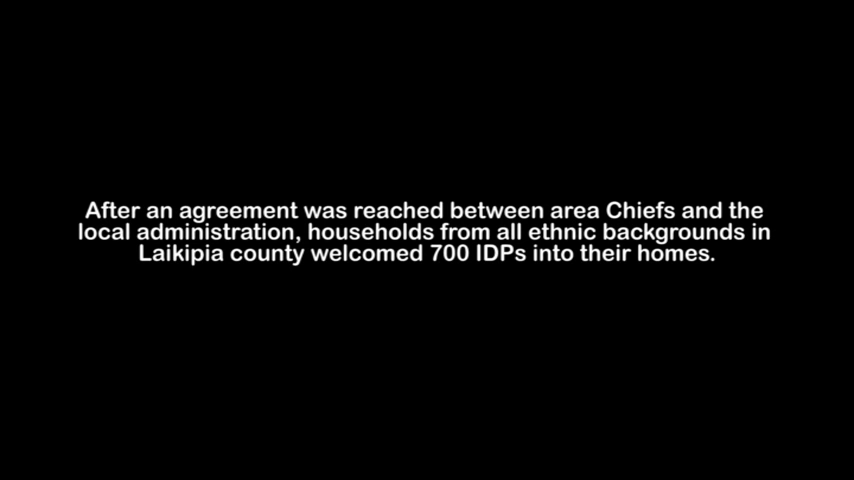 After an agreement was reached between area Chiefs and the
local administration, households from all ethnic backgrounds in
Laikipia county welcomed 700 IDPs into their homes.